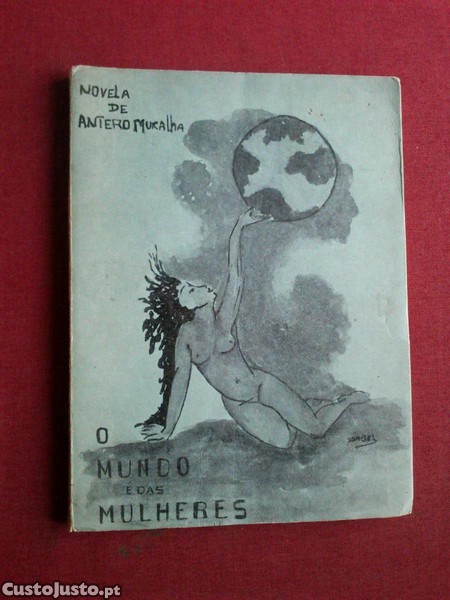 NOVELA
DE
ANTERO MURALHA
O
MUNDO
É DAS
MULHERES
CustoJusto.pt